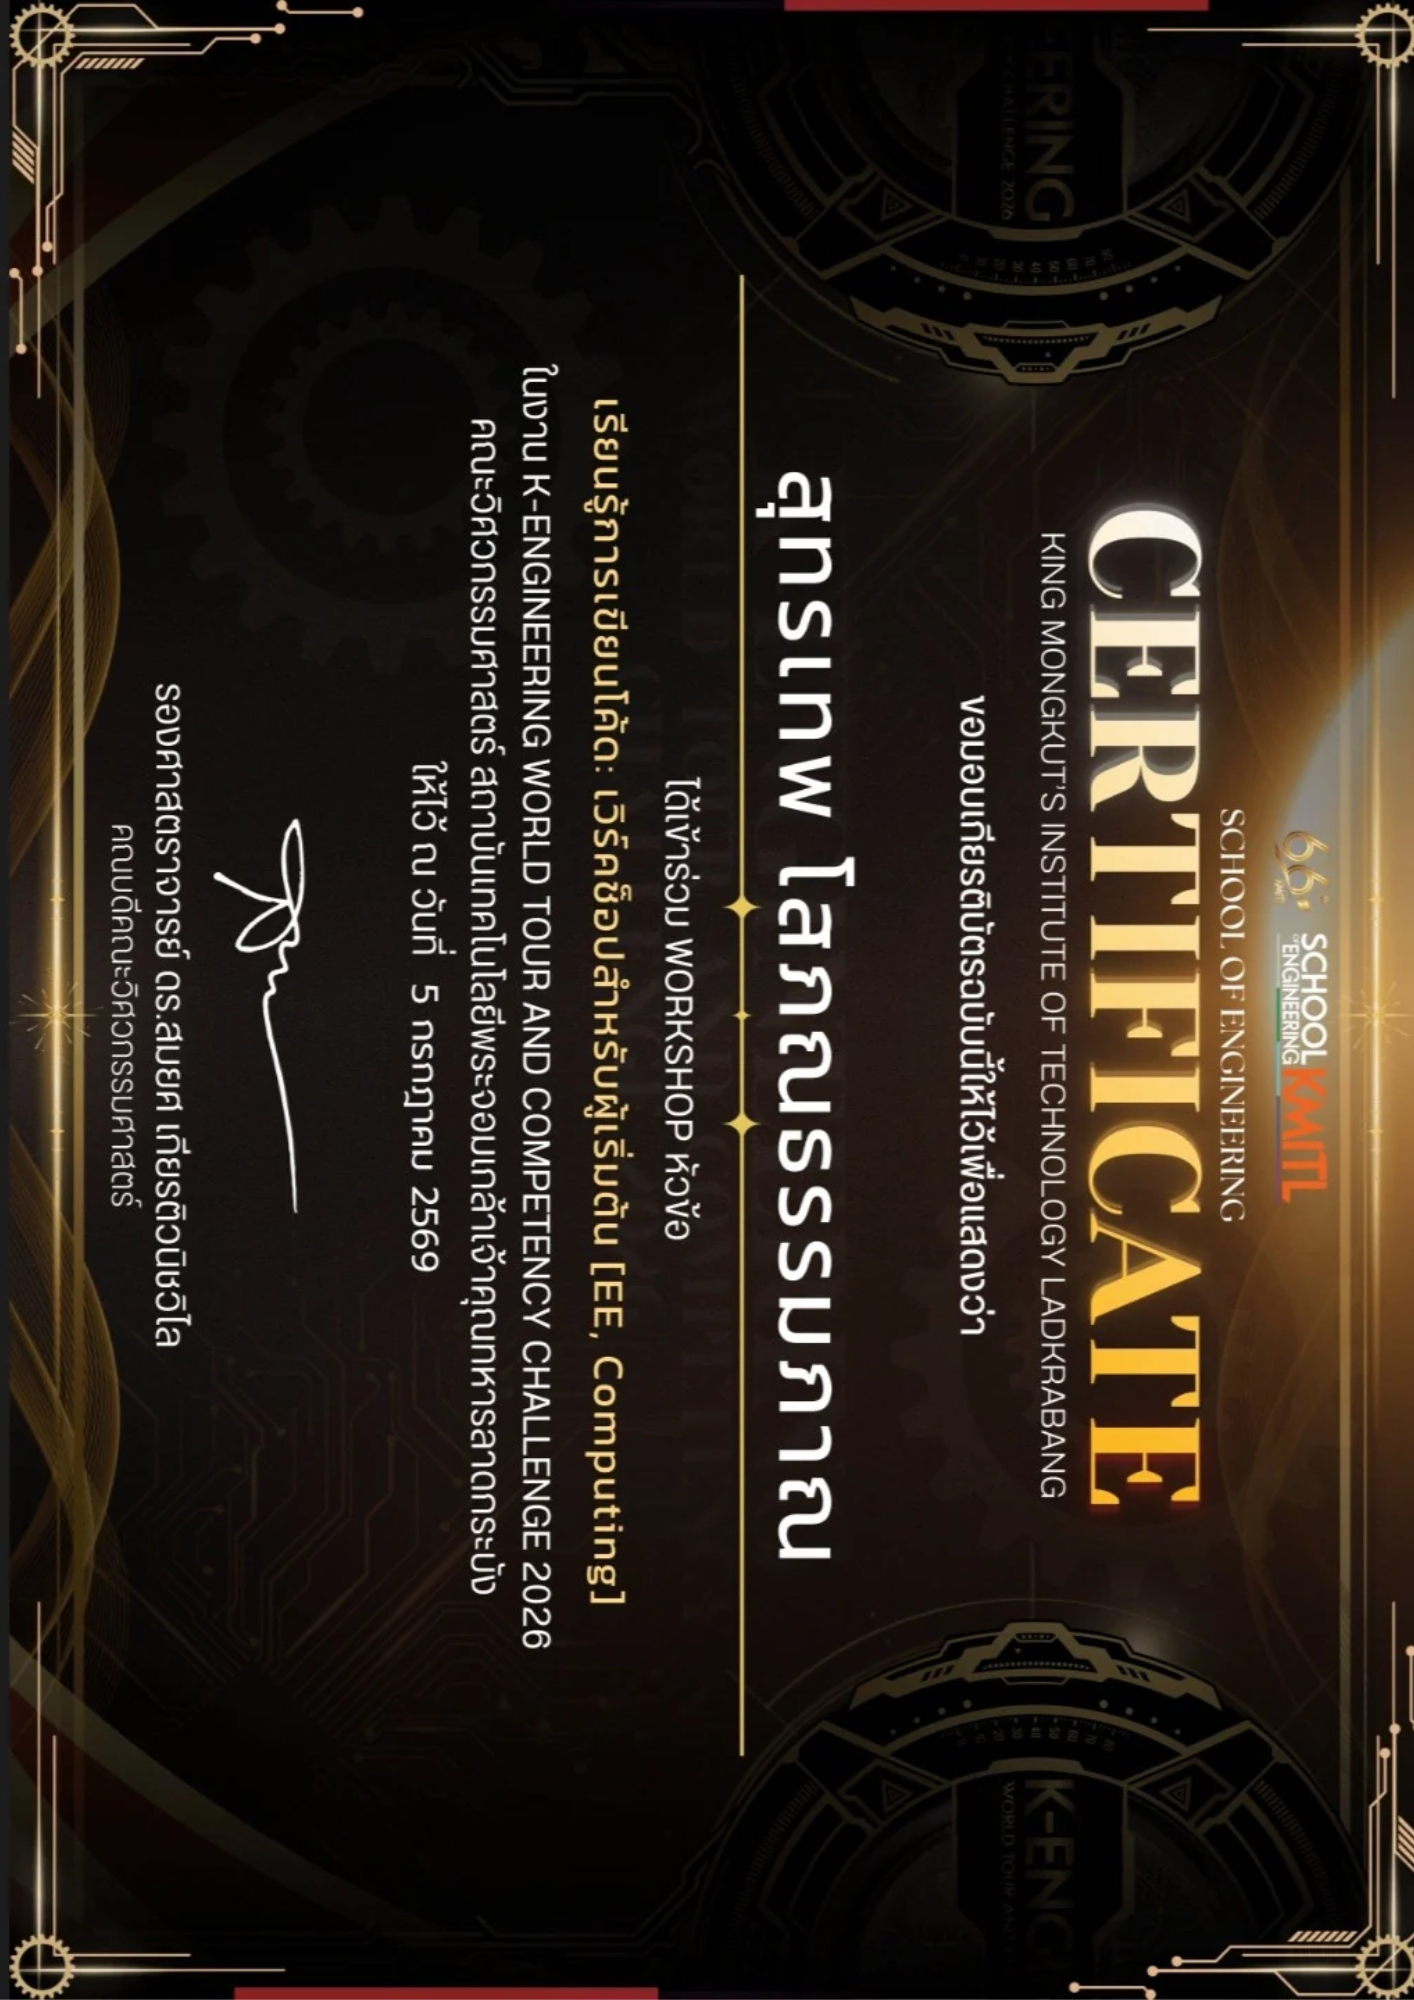 66 KMITL SCHOOL OF ENGINEERING KMITL
SCHOOL OF ENGINEERING
CERTIFICATE
KING MONGKUT'S INSTITUTE OF TECHNOLOGY LADKRABANG
ขอมอบเกียรติบัตรฉบับนี้ให้ไว้เพื่อแสดงว่า
ERING
CHALLENGE 2026
K-ENG
WORLD TOUR AN
สุทรเทพ โสภณธรรมภาณ
ได้เข้าร่วม WORKSHOP หัวข้อ
เรียนรู้การเขียนโค้ด: เวิร์คช็อปสำหรับผู้เริ่มต้น [EE, Computing]
ในงาน K-ENGINEERING WORLD TOUR AND COMPETENCY CHALLENGE 2026
คณะวิศวกรรมศาสตร์ สถาบันเทคโนโลยีพระจอมเกล้าเจ้าคุณทหารลาดกระบัง
ให้ไว้ ณ วันที่ 5 กรกฎาคม 2569
รองศาสตราจารย์ ดร.สมยศ เกียรติวนิชวิไล
คณบดีคณะวิศวกรรมศาสตร์